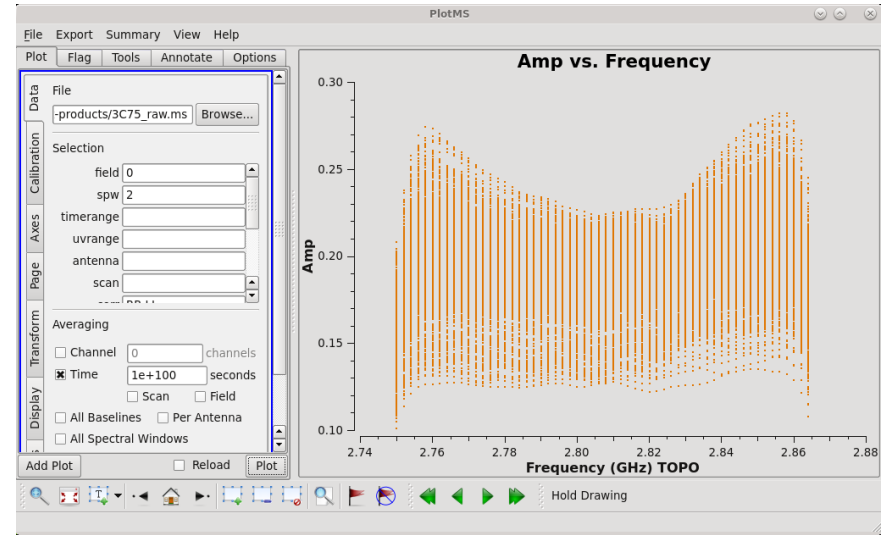 PlotMS
File Export Summary View Help
Plot Flag Tools Annotate Options
Data
Calibration
Axes
Page
Transform
Display
File
-products/3C75_raw.ms Browse...
Selection
field 0
spw 2
timerange
uvrange
antenna
scan
Averaging
Channel 0 channels
Time 1e+100 seconds
Scan Field
All Baselines Per Antenna
All Spectral Windows
Add Plot Reload Plot
Amp vs. Frequency
Amp
0.30
0.25
0.20
0.15
0.10
2.74 2.76 2.78 2.80 2.82 2.84 2.86 2.88
Frequency (GHz) TOPO
T
Hold Drawing